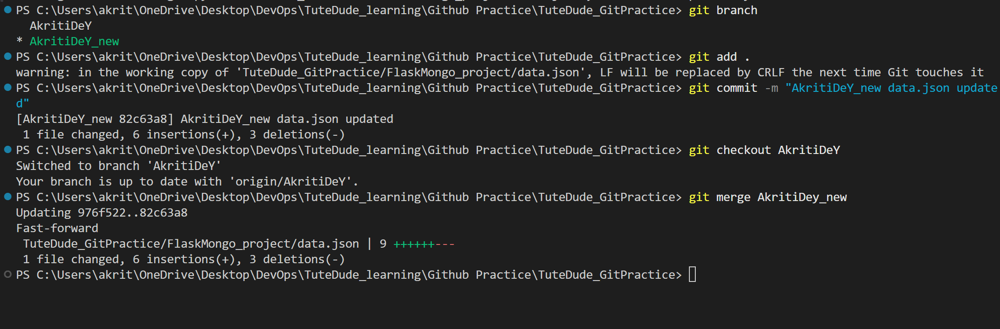 PS C:\Users\akrit\OneDrive\Desktop\DevOps\TuteDude_learning\Github Practice\TuteDude_GitPractice> git branch
  AkritiDeY
* AkritiDeY_new
PS C:\Users\akrit\OneDrive\Desktop\DevOps\TuteDude_learning\Github Practice\TuteDude_GitPractice> git add .
warning: in the working copy of 'TuteDude_GitPractice/FlaskMongo_project/data.json', LF will be replaced by CRLF the next time Git touches it
PS C:\Users\akrit\OneDrive\Desktop\DevOps\TuteDude_learning\Github Practice\TuteDude_GitPractice> git commit -m "AkritiDeY_new data.json update
d"
[AkritiDeY_new 82c63a8] AkritiDeY_new data.json updated
 1 file changed, 6 insertions(+), 3 deletions(-)
PS C:\Users\akrit\OneDrive\Desktop\DevOps\TuteDude_learning\Github Practice\TuteDude_GitPractice> git checkout AkritiDeY
Switched to branch 'AkritiDeY'
Your branch is up to date with 'origin/AkritiDeY'.
PS C:\Users\akrit\OneDrive\Desktop\DevOps\TuteDude_learning\Github Practice\TuteDude_GitPractice> git merge AkritiDey_new
Updating 976f522..82c63a8
Fast-forward
 TuteDude_GitPractice/FlaskMongo_project/data.json | 9 ++++++---
 1 file changed, 6 insertions(+), 3 deletions(-)
PS C:\Users\akrit\OneDrive\Desktop\DevOps\TuteDude_learning\Github Practice\TuteDude_GitPractice>